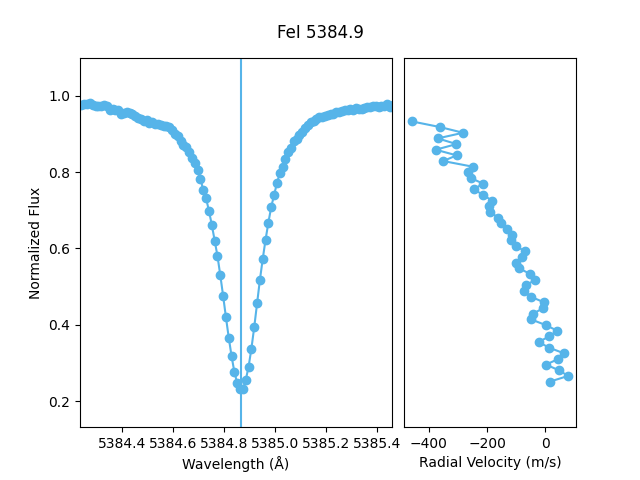 FeI 5384.9
1.0
0.8
0.6
0.4
0.2
Normalized Flux
5384.4 5384.6 5384.8 5385.0 5385.2 5385.4
Wavelength (Å)
−400 −200 0
Radial Velocity (m/s)